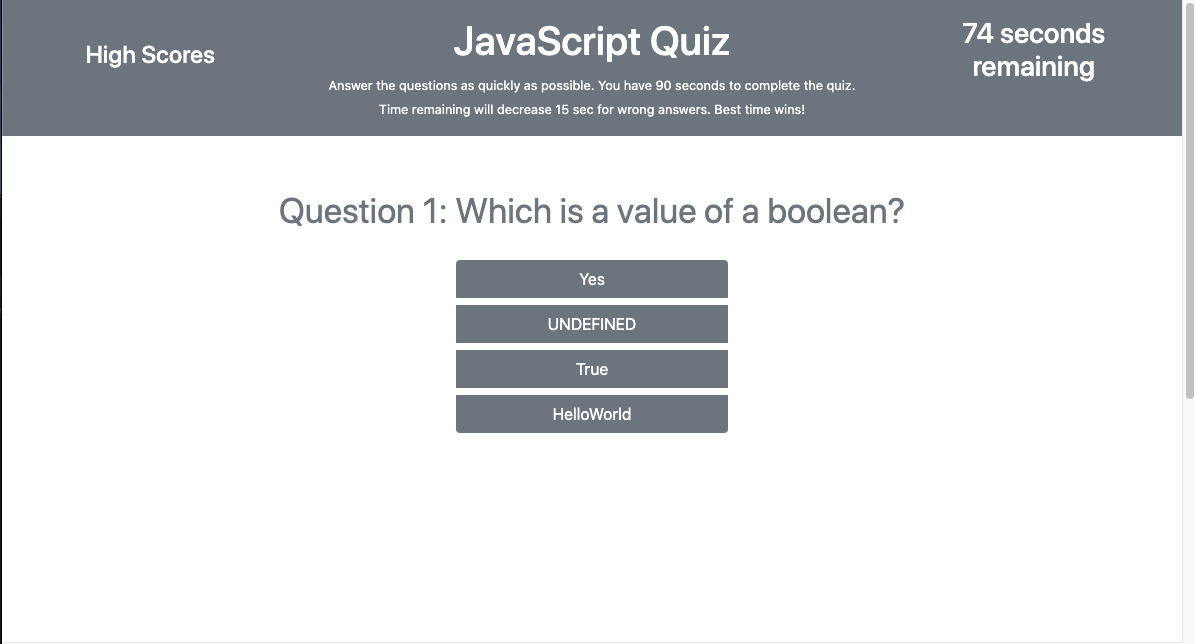 High Scores
JavaScript Quiz
Answer the questions as quickly as possible. You have 90 seconds to complete the quiz.
Time remaining will decrease 15 sec for wrong answers. Best time wins!
74 seconds
remaining
Question 1: Which is a value of a boolean?
Yes
UNDEFINED
True
HelloWorld